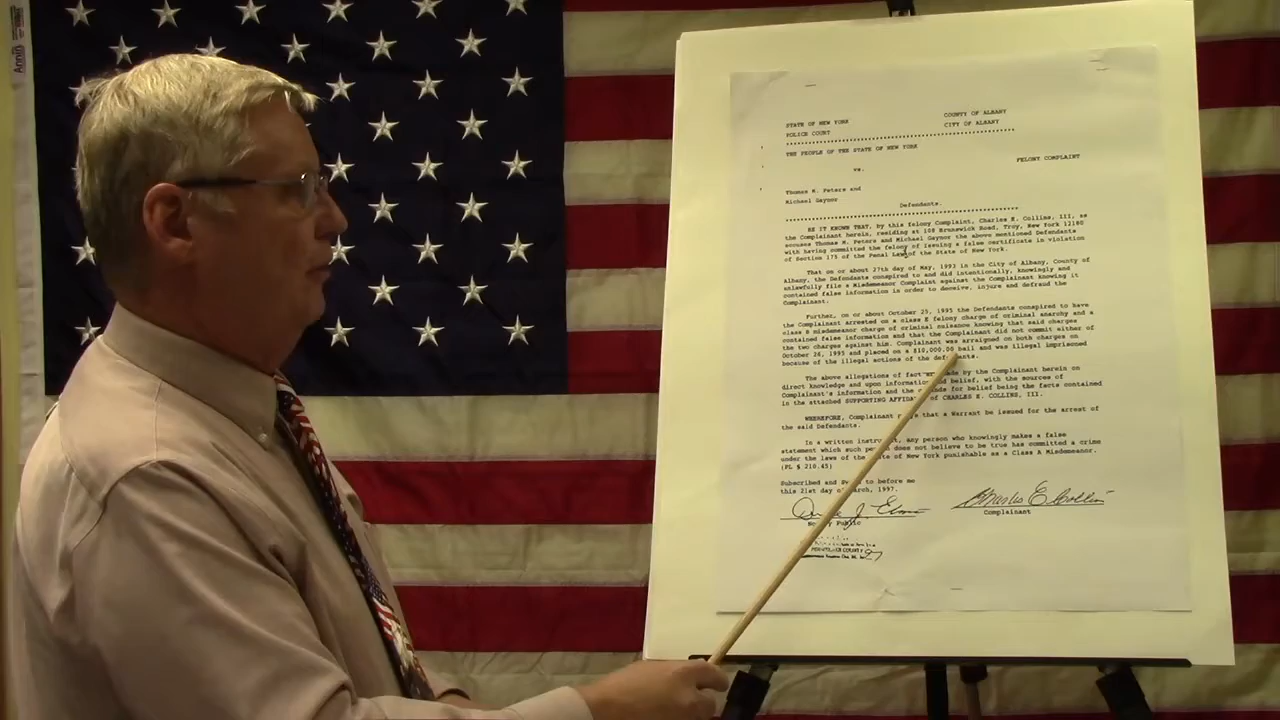 Annin
STATE OF NEW YORK
COUNTY OF ALBANY
POLICE COURT
CITY OF ALBANY
THE PEOPLE OF THE STATE OF NEW YORK
FELONY COMPLAINT
vs.
Thomas M. Peters and
Michael Gaynor
Defendants.
BE IT KNOWN THAT, by this felony Complaint, Charles E. Collins, III, as
the Complainant herein, residing at 108 Brunswick Road, Troy, New York 12180
accuses Thomas M. Peters and Michael Gaynor the above mentioned Defendants
with having committed the felony of Issuing a false certificate in violation
of Section 175 of the Penal Law of the State of New York.
That on or about 27th day of May, 1993 in the City of Albany, County of
Albany, the Defendants conspired to and did intentionally, knowingly and
unlawfully file a Misdemeanor Complaint against the Complainant knowing it
contained false information in order to deceive, injure and defraud the
Complainant.
Further, on or about October 25, 1995 the Defendants conspired to have
the Complainant arrested on a class E felony charge of criminal anarchy and a
class B misdemeanor charge of criminal nuisance knowing that said charges
contained false information and that the Complainant did not commit either of
the two charges against him. Complainant was arraigned on both charges on
October 26, 1995 and placed on a $10,000.00 bail and was illegal imprisoned
because of the illegal actions of the defendants.
The above allegations of fact made by the Complainant herein on
direct knowledge and upon information belief, with the sources of
Complainant's information and the for belief being the facts contained
in the attached SUPPORTING AFFIDA of CHARLES E. COLLINS, III.
WHEREFORE, Complainant that a Warrant be issued for the arrest of
the said Defendants.
In a written instru any person who knowingly makes a false
statement which such pe does not believe to be true has committed a crime
under the laws of the State of New York punishable as a Class A Misdemeanor.
(PL § 210.45)
Subscribed and Sw to before me
this 21st day of March, 1997.
Charles E Collins
Notary Public
Complainant